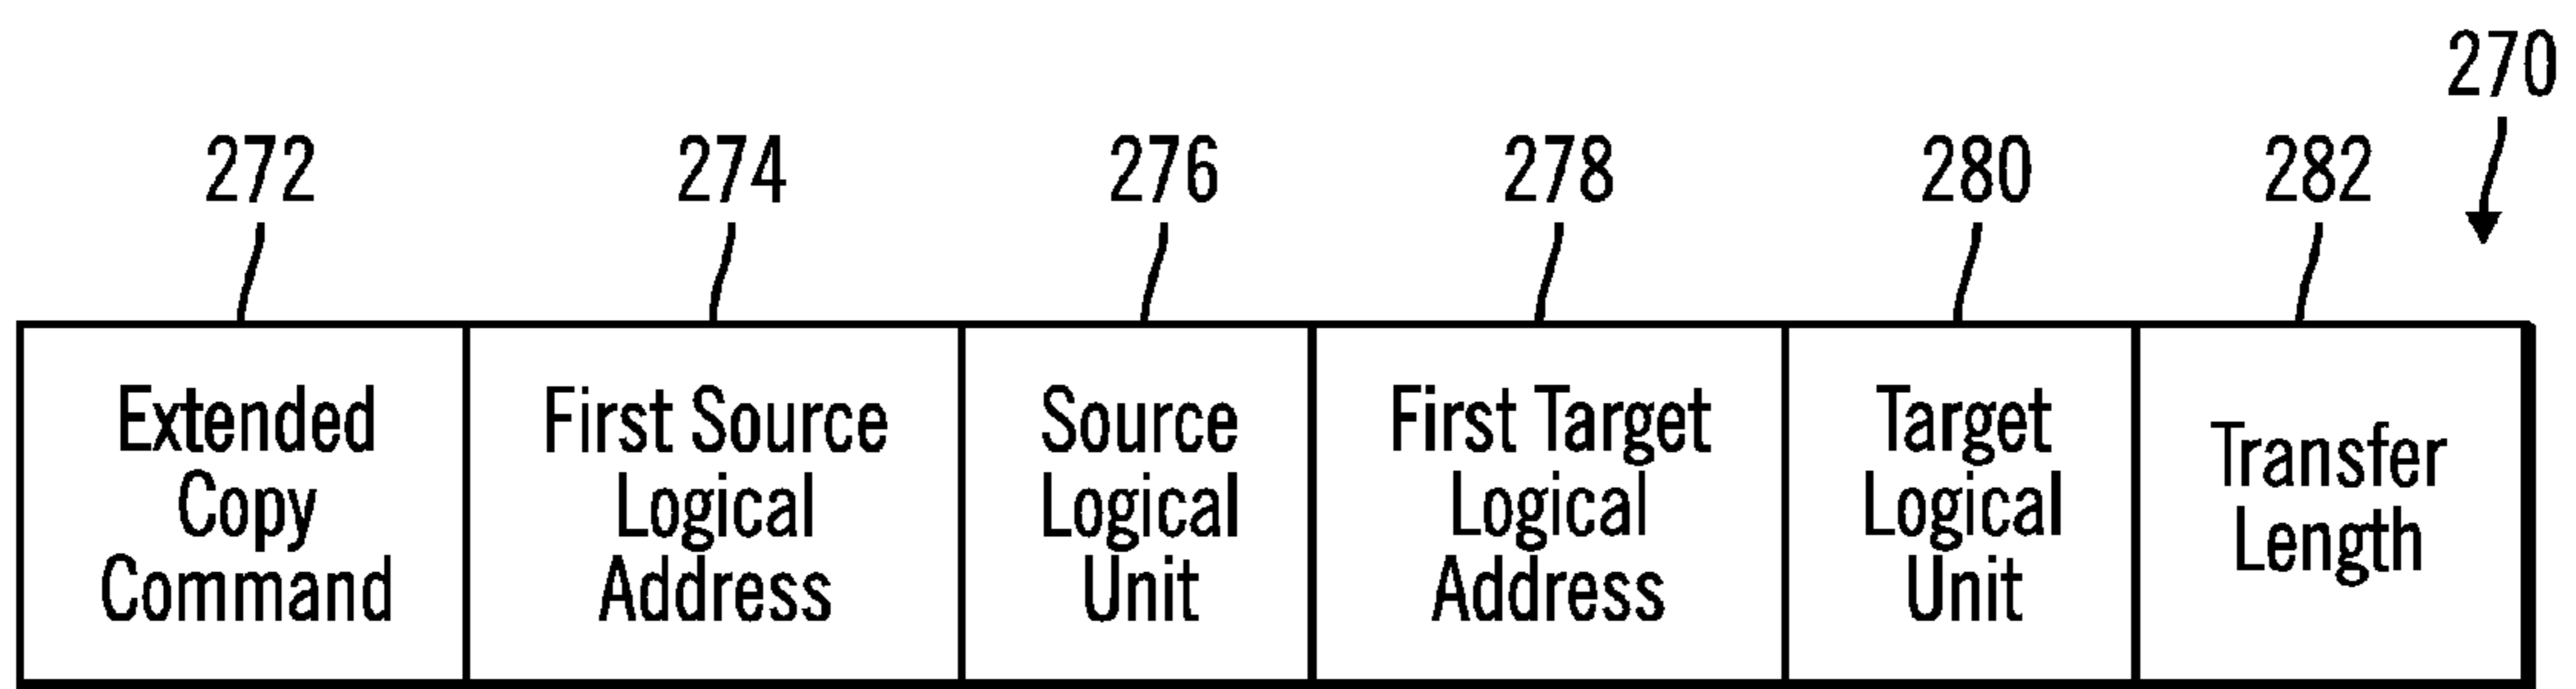 270
272
274
276
278
280
282
Extended
Copy
Command
First Source
Logical
Address
Source
Logical
Unit
First Target
Logical
Address
Target
Logical
Unit
Transfer
Length